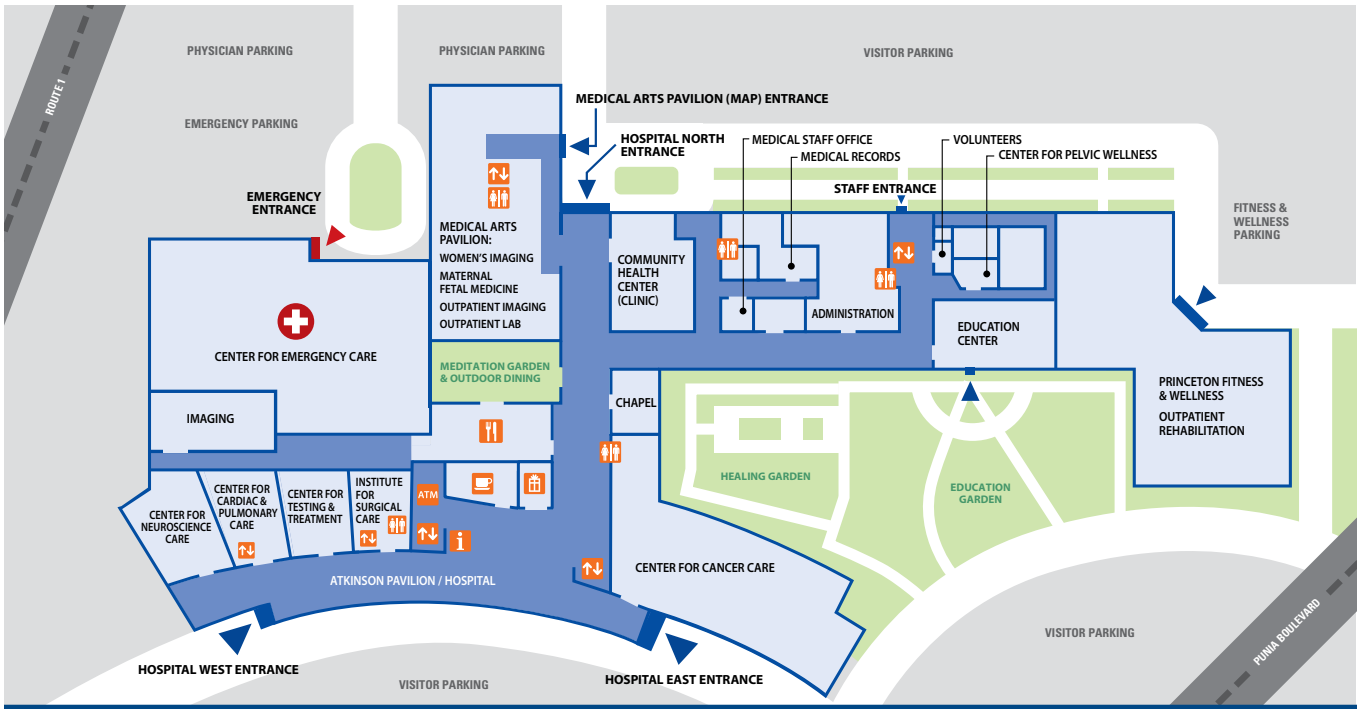 PHYSICIAN PARKING
PHYSICIAN PARKING
VISITOR PARKING
ROUTE 1
EMERGENCY PARKING
MEDICAL ARTS PAVILION (MAP) ENTRANCE
HOSPITAL NORTH
ENTRANCE
MEDICAL STAFF OFFICE
MEDICAL RECORDS
VOLUNTEERS
CENTER FOR PELVIC WELLNESS
STAFF ENTRANCE
EMERGENCY
ENTRANCE
FITNESS &
WELLNESS
PARKING
MEDICAL ARTS
PAVILION:
WOMEN'S IMAGING
MATERNAL
FETAL MEDICINE
OUTPATIENT IMAGING
OUTPATIENT LAB
COMMUNITY
HEALTH
CENTER
(CLINIC)
ADMINISTRATION
EDUCATION
CENTER
CENTER FOR EMERGENCY CARE
MEDITATION GARDEN
& OUTDOOR DINING
CHAPEL
PRINCETON FITNESS
& WELLNESS
OUTPATIENT
REHABILITATION
IMAGING
HEALING GARDEN
EDUCATION
GARDEN
CENTER FOR
NEUROSCIENCE
CARE
CENTER FOR
CARDIAC &
PULMONARY
CARE
CENTER FOR
TESTING &
TREATMENT
INSTITUTE
FOR
SURGICAL
CARE
ATM
i
ATKINSON PAVILION / HOSPITAL
CENTER FOR CANCER CARE
HOSPITAL WEST ENTRANCE
VISITOR PARKING
HOSPITAL EAST ENTRANCE
VISITOR PARKING
PUNIA BOULEVARD